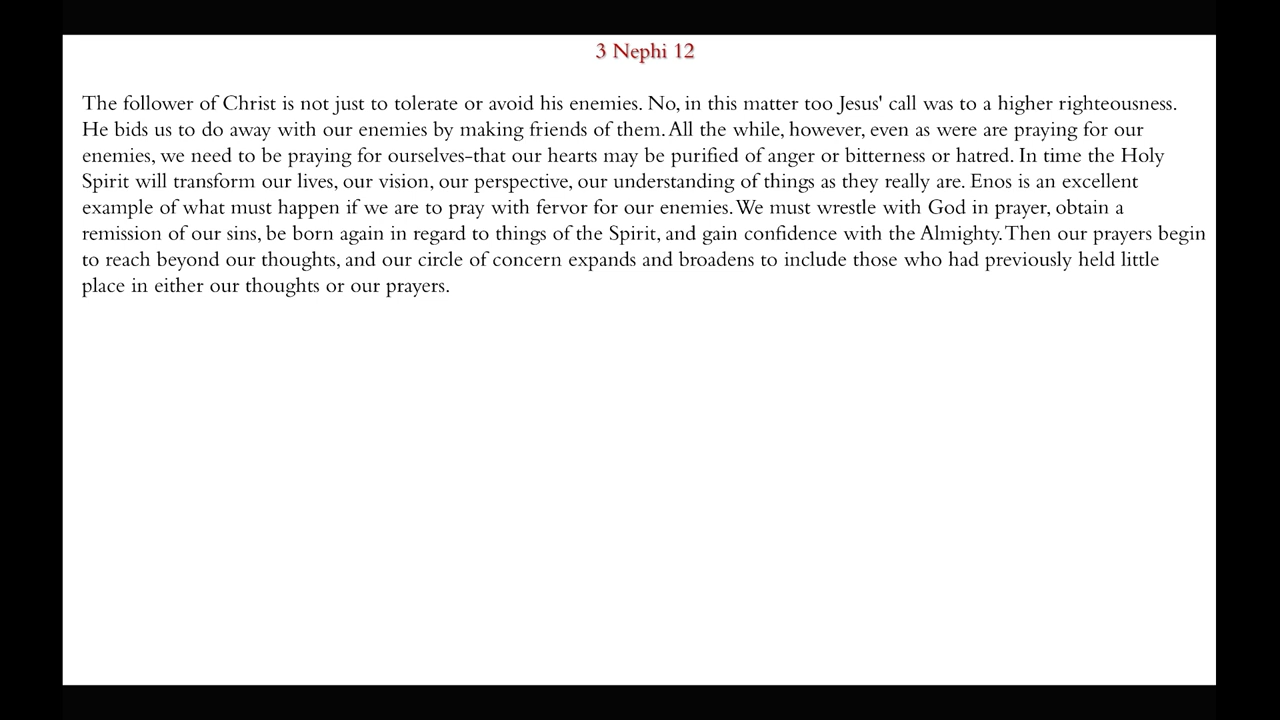 3 Nephi 12
The follower of Christ is not just to tolerate or avoid his enemies. No, in this matter too Jesus' call was to a higher righteousness.
He bids us to do away with our enemies by making friends of them. All the while, however, even as were are praying for our
enemies, we need to be praying for ourselves-that our hearts may be purified of anger or bitterness or hatred. In time the Holy
Spirit will transform our lives, our vision, our perspective, our understanding of things as they really are. Enos is an excellent
example of what must happen if we are to pray with fervor for our enemies. We must wrestle with God in prayer, obtain a
remission of our sins, be born again in regard to things of the Spirit, and gain confidence with the Almighty. Then our prayers begin
to reach beyond our thoughts, and our circle of concern expands and broadens to include those who had previously held little
place in either our thoughts or our prayers.